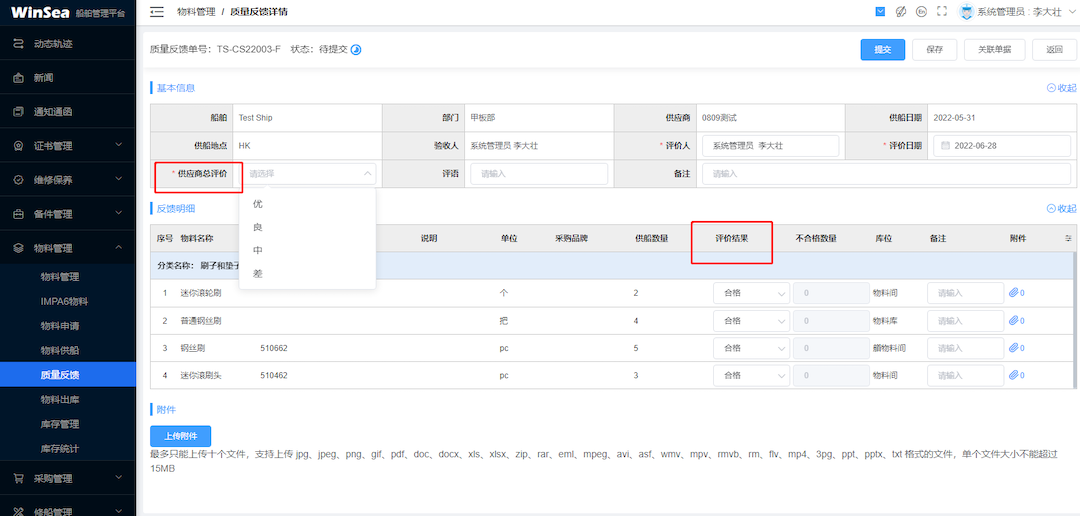 WinSea 船舶管理平台
物料管理 / 质量反馈详情
En 系统管理员：李大壮
动态轨迹
新闻
通知通函
证书管理
维修保养
备件管理
物料管理
物料管理
IMPA6物料
物料申请
物料供船
质量反馈
物料出库
库存管理
库存统计
采购管理
修船管理
质量反馈单号：TS-CS22003-F 状态：待提交
提交 保存 关联单据 返回
基本信息 收起
船舶 Test Ship 部门 甲板部 供应商 0809测试 供船日期 2022-05-31
供船地点 HK 验收人 系统管理员 李大壮 * 评价人 系统管理员 李大壮 * 评价日期 2022-06-28
* 供应商总评价 请选择 评语 请输入 备注 请输入
优
良
中
差
反馈明细 收起
序号 物料名称 说明 单位 采购品牌 供船数量 评价结果 不合格数量 库位 备注 附件
分类名称： 刷子和垫子
1 迷你滚轮刷 个 2 合格 0 物料间 请输入 0
2 普通钢丝刷 把 4 合格 0 物料库 请输入 0
3 钢丝刷 510662 pc 5 合格 0 艏物料间 请输入 0
4 迷你滚刷头 510462 pc 3 合格 0 物料间 请输入 0
附件
上传附件
最多只能上传十个文件，支持上传 jpg、jpeg、png、gif、pdf、doc、docx、xls、xlsx、zip、rar、eml、mpeg、avi、asf、wmv、mpv、rmvb、rm、flv、mp4、3pg、ppt、pptx、txt 格式的文件，单个文件大小不能超过
15MB